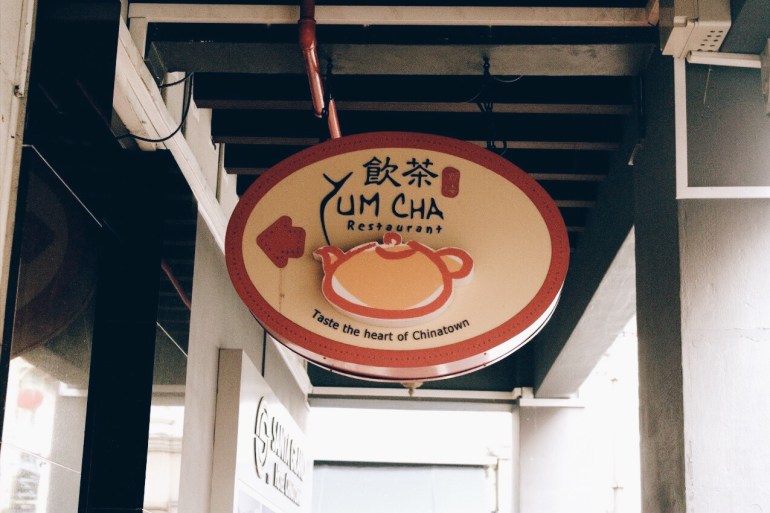 飲茶
YUM CHA
Restaurant
Taste the heart of Chinatown